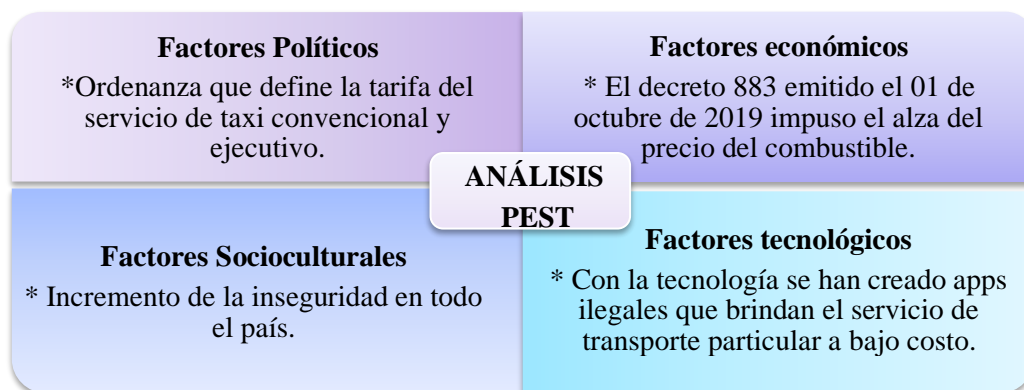 Factores Políticos
*Ordenanza que define la tarifa del
servicio de taxi convencional y
ejecutivo.
Factores económicos
* El decreto 883 emitido el 01 de
octubre de 2019 impuso el alza del
precio del combustible.
ANÁLISIS
PEST
Factores Socioculturales
* Incremento de la inseguridad en todo
el país.
Factores tecnológicos
* Con la tecnología se han creado apps
ilegales que brindan el servicio de
transporte particular a bajo costo.